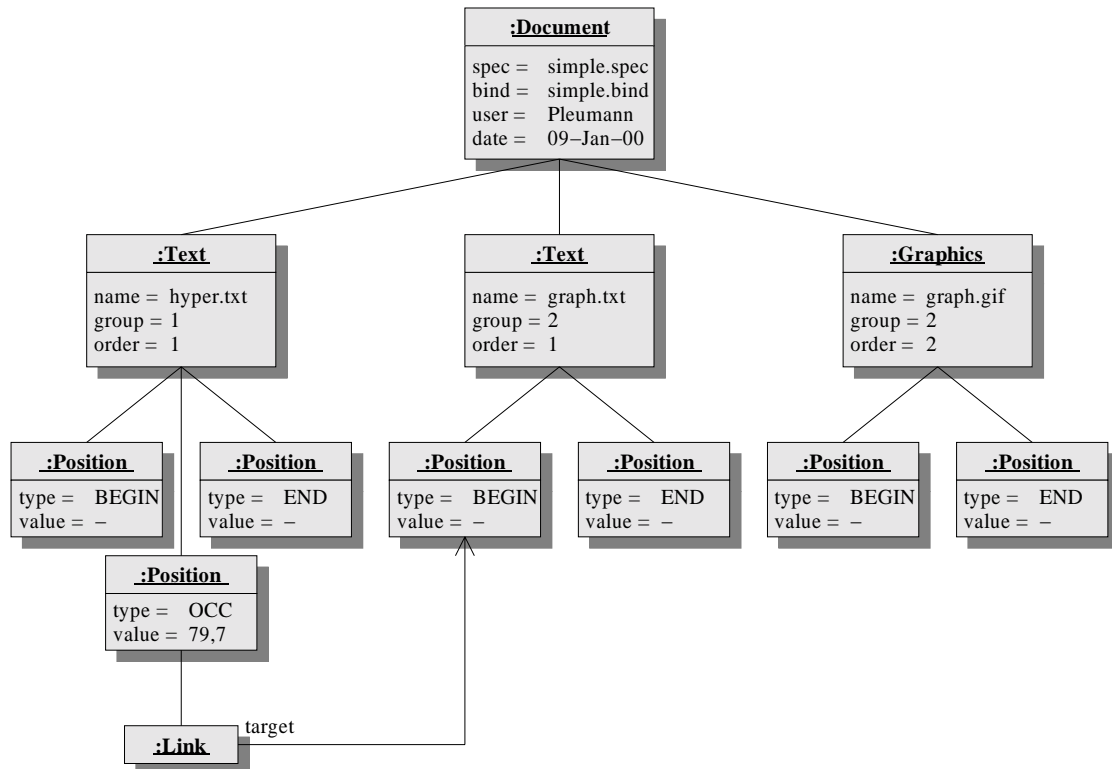 :Document
spec = simple.spec
bind = simple.bind
user = Pleumann
date = 09−Jan−00
:Text
name = hyper.txt
group = 1
order = 1
:Text
name = graph.txt
group = 2
order = 1
:Graphics
name = graph.gif
group = 2
order = 2
:Position
type = BEGIN
value = −
:Position
type = END
value = −
:Position
type = BEGIN
value = −
:Position
type = END
value = −
:Position
type = BEGIN
value = −
:Position
type = END
value = −
:Position
type = OCC
value = 79,7
:Link
target